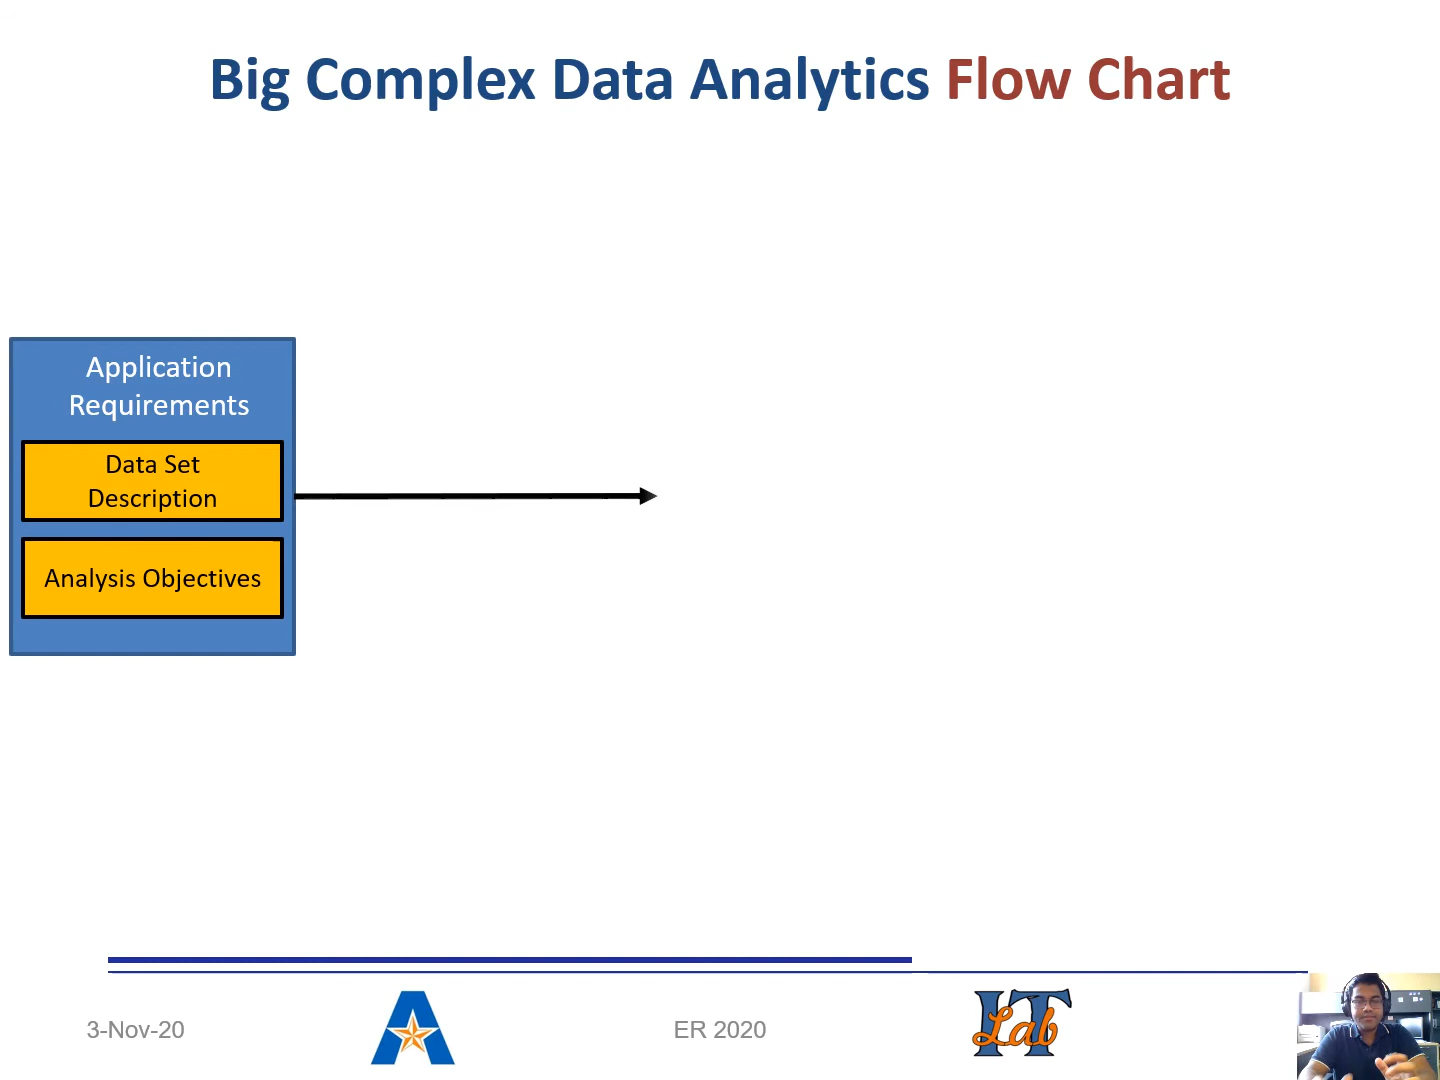 Big Complex Data Analytics Flow Chart
Application
Requirements
Data Set
Description
Analysis Objectives
3-Nov-20
A
ER 2020
IT
Lab